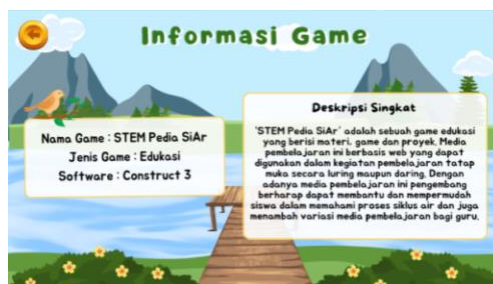 Informasi Game
Nama Game : STEM Pedia SiAr
Jenis Game : Edukasi
Software : Construct 3
Deskripsi Singkat
'STEM Pedia SiAr' adalah sebuah game edukasi
yang berisi materi, game dan proyek. Media
pembelajaran ini berbasis web yang dapat
digunakan dalam kegiatan pembelajaran tatap
muka secara luring maupun daring. Dengan
adanya media pembelajaran ini pengembang
berharap dapat membantu dan mempermudah
siswa dalam memahami proses siklus air dan juga
menambah variasi media pembelajaran bagi guru.